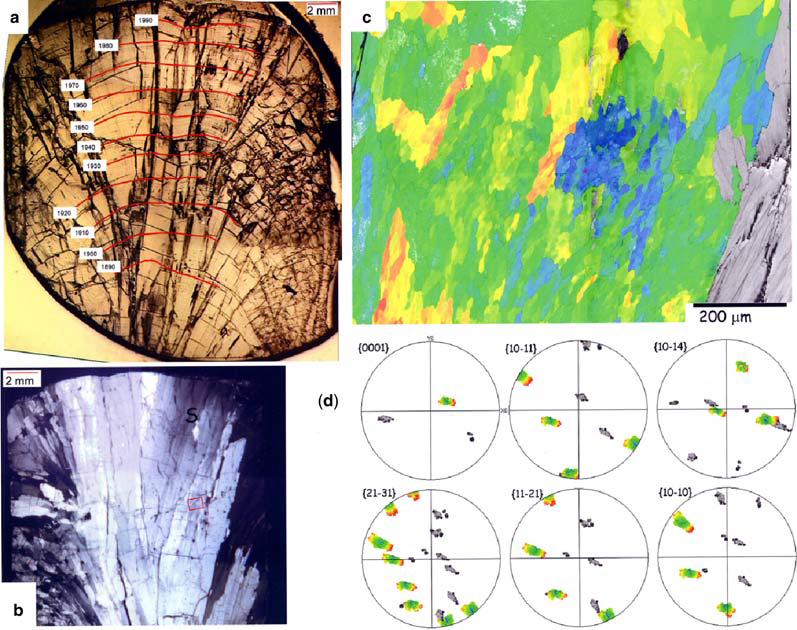 a
1990
2 mm
1980
1970
1960
1950
1940
1930
1920
1910
1900
1890
c
200 µm
2 mm
S
b
(d)
{0001}
{10-11}
{10-14}
{21-31}
{11-21}
{10-10}